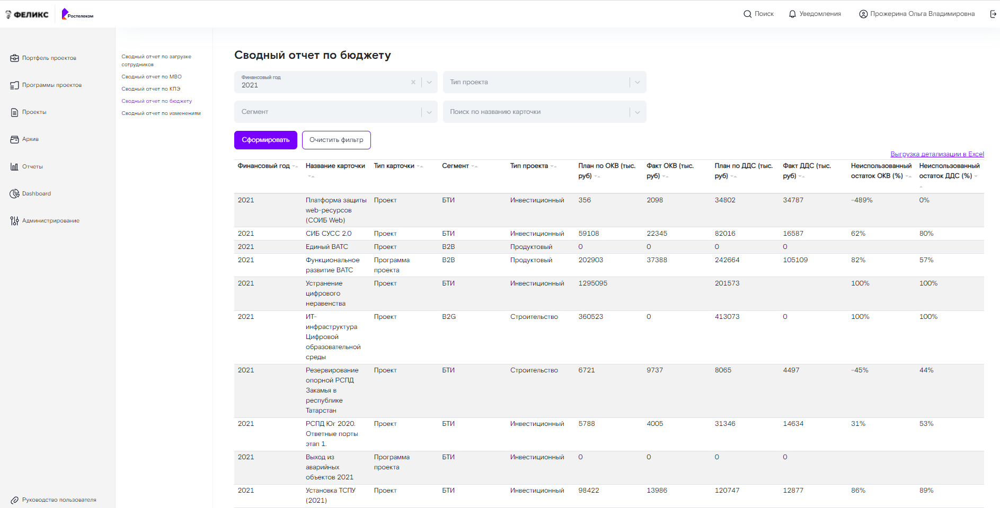 ФЕЛИКС
Ростелеком
Поиск
Уведомления
Прожерина Ольга Владимировна
Портфель проектов
Программы проектов
Проекты
Архив
Отчеты
Dashboard
Администрирование
Руководство пользователя
Сводный отчет по загрузке
сотрудников
Сводный отчет по МВО
Сводный отчет по КПЭ
Сводный отчет по бюджету
Сводный отчет по изменениям
Сводный отчет по бюджету
Финансовый год
2021
Тип проекта
Сегмент
Поиск по названию карточки
Сформировать
Очистить фильтр
Выгрузка детализации в Excel
Финансовый год Название карточки Тип карточки Сегмент Тип проекта План по ОКВ (тыс. Факт ОКВ (тыс. План по ДДС (тыс. Факт ДДС (тыс. Неиспользованный Неиспользованный
руб) руб) руб) руб) остаток ОКВ (%) остаток ДДС (%)
2021 Платформа защиты Проект БТИ Инвестиционный 356 2098 34802 34787 -489% 0%
web-ресурсов
(СОИБ Web)
2021 СИБ СУСС 2.0 Проект БТИ Инвестиционный 59108 22345 82016 16587 62% 80%
2021 Единый ВАТС Проект B2B Продуктовый 0 0 0 0
2021 Функциональное Программа B2B Продуктовый 202903 37388 242664 105109 82% 57%
развитие ВАТС проекта
2021 Устранение Проект БТИ Инвестиционный 1295095 201573 100% 100%
цифрового
неравенства
2021 ИТ- Проект B2G Строительство 360523 0 413073 0 100% 100%
инфраструктура
Цифровой
образовательной
среды
2021 Резервирование Проект БТИ Строительство 6721 9737 8065 4497 -45% 44%
опорной РСПД
Закамья в
республике
Татарстан
2021 РСПД Юг 2020. Проект БТИ Инвестиционный 5788 4005 31346 14634 31% 53%
Ответные порты
этап 1.
2021 Выход из Программа БТИ Инвестиционный 0 0 0 0
аварийных проекта
объектов 2021
2021 Установка ТСПУ Проект БТИ Инвестиционный 98422 13986 120747 12877 86% 89%
(2021)